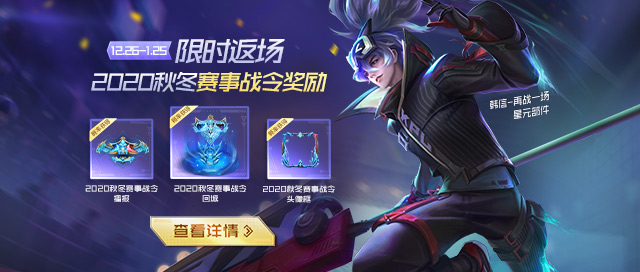 12.26-1.25
限时返场
2020秋冬赛事战令奖励
韩信-再战一场
星元部件
2020秋冬赛事战令
播报
2020秋冬赛事战令
回城
2020秋冬赛事战令
头像框
查看详情